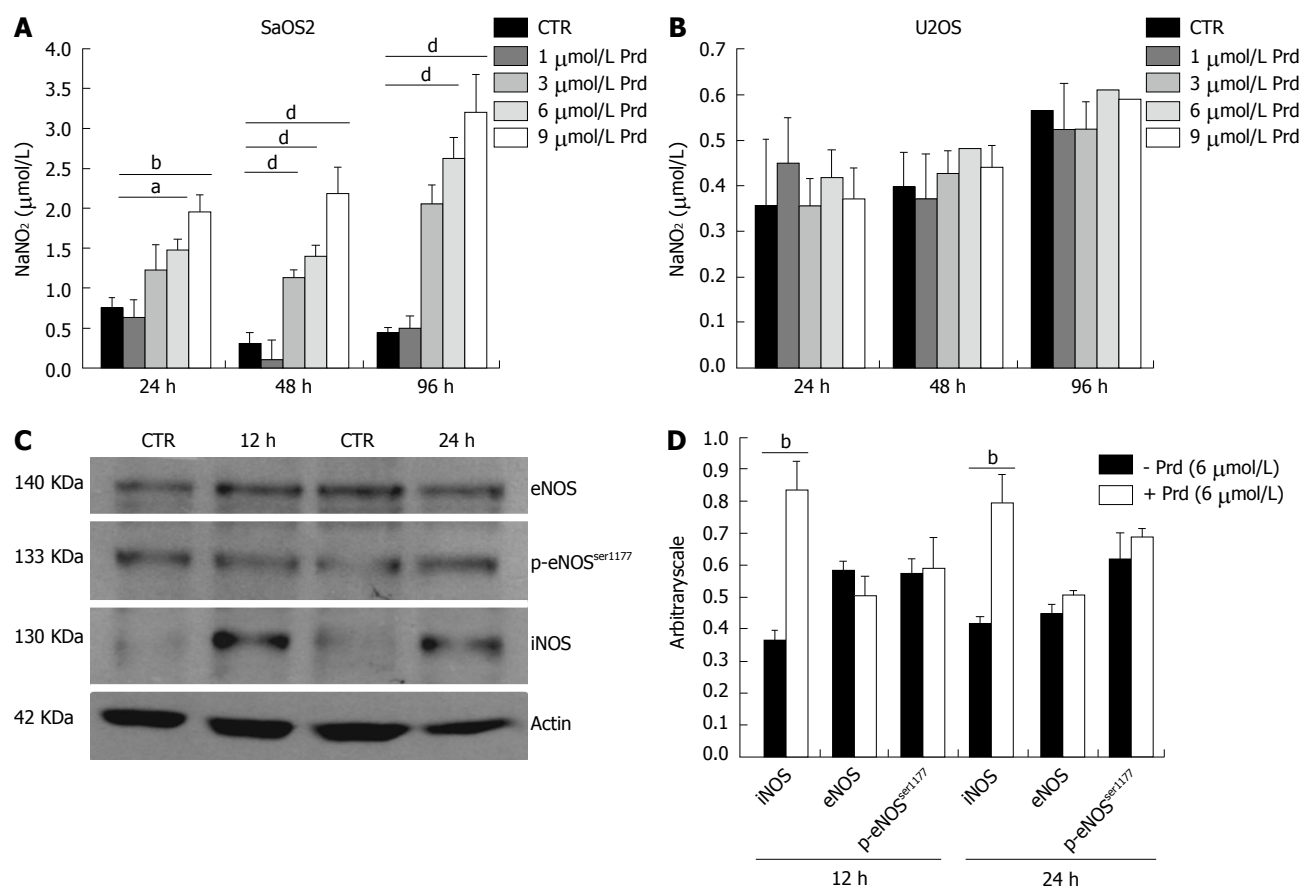 A
SaOS2
CTR
1 μmol/L Prd
3 μmol/L Prd
6 μmol/L Prd
9 μmol/L Prd
NaNO₂ (μmol/L)
4.0
3.5
3.0
2.5
2.0
1.5
1.0
0.5
0.0
b
a
d
d
d
d
d
24 h
48 h
96 h
B
U2OS
CTR
1 μmol/L Prd
3 μmol/L Prd
6 μmol/L Prd
9 μmol/L Prd
NaNO₂ (μmol/L)
0.7
0.6
0.5
0.4
0.3
0.2
0.1
0.0
24 h
48 h
96 h
C
CTR 12 h CTR 24 h
140 KDa eNOS
133 KDa p-eNOSˢᵉʳ¹¹⁷⁷
130 KDa iNOS
42 KDa Actin
D
- Prd (6 μmol/L)
+ Prd (6 μmol/L)
Arbitraryscale
1.0
0.9
0.8
0.7
0.6
0.5
0.4
0.3
0.2
0.1
0.0
b
b
iNOS
eNOS
p-eNOSˢᵉʳ¹¹⁷⁷
iNOS
eNOS
p-eNOSˢᵉʳ¹¹⁷⁷
12 h
24 h